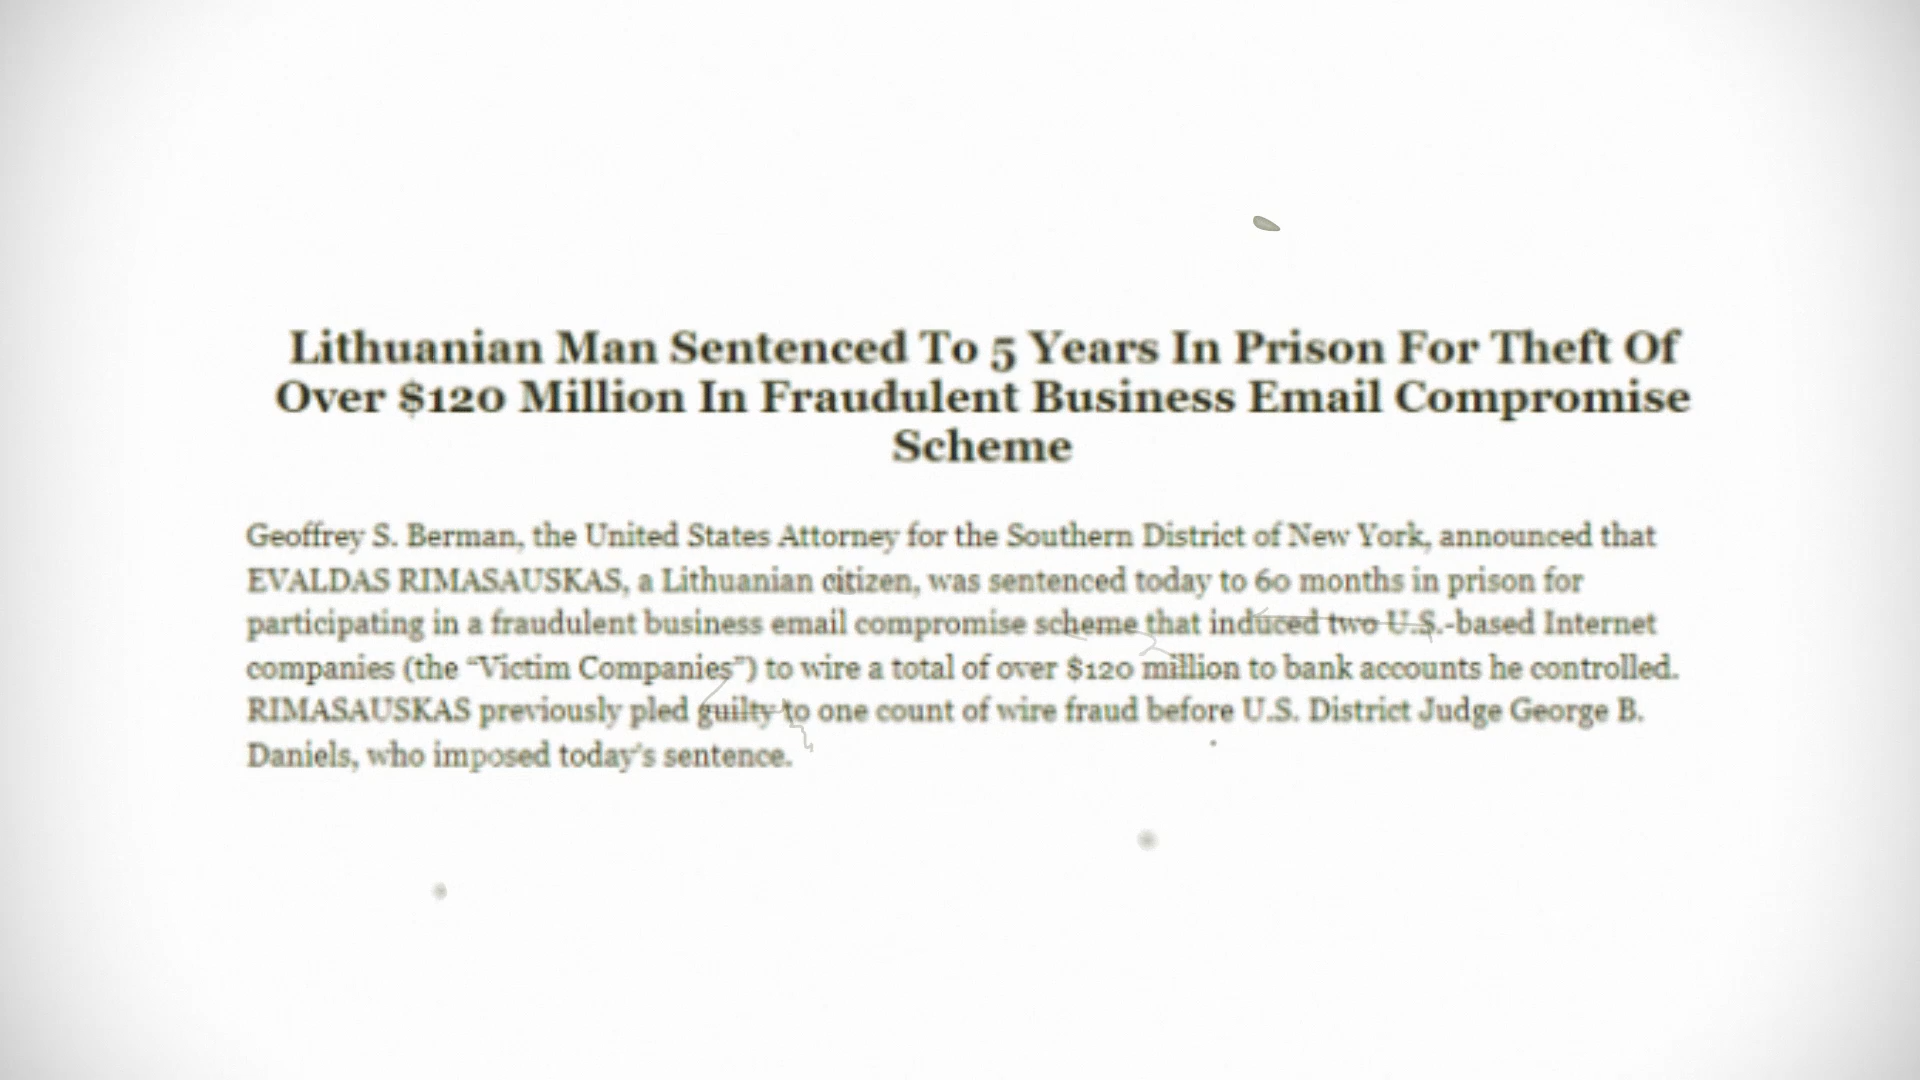 Lithuanian Man Sentenced To 5 Years In Prison For Theft Of
Over $120 Million In Fraudulent Business Email Compromise
Scheme
Geoffrey S. Berman, the United States Attorney for the Southern District of New York, announced that
EVALDAS RIMASAUSKAS, a Lithuanian citizen, was sentenced today to 60 months in prison for
participating in a fraudulent business email compromise scheme that induced two U.S.-based Internet
companies (the “Victim Companies”) to wire a total of over $120 million to bank accounts he controlled.
RIMASAUSKAS previously pled guilty to one count of wire fraud before U.S. District Judge George B.
Daniels, who imposed today's sentence.